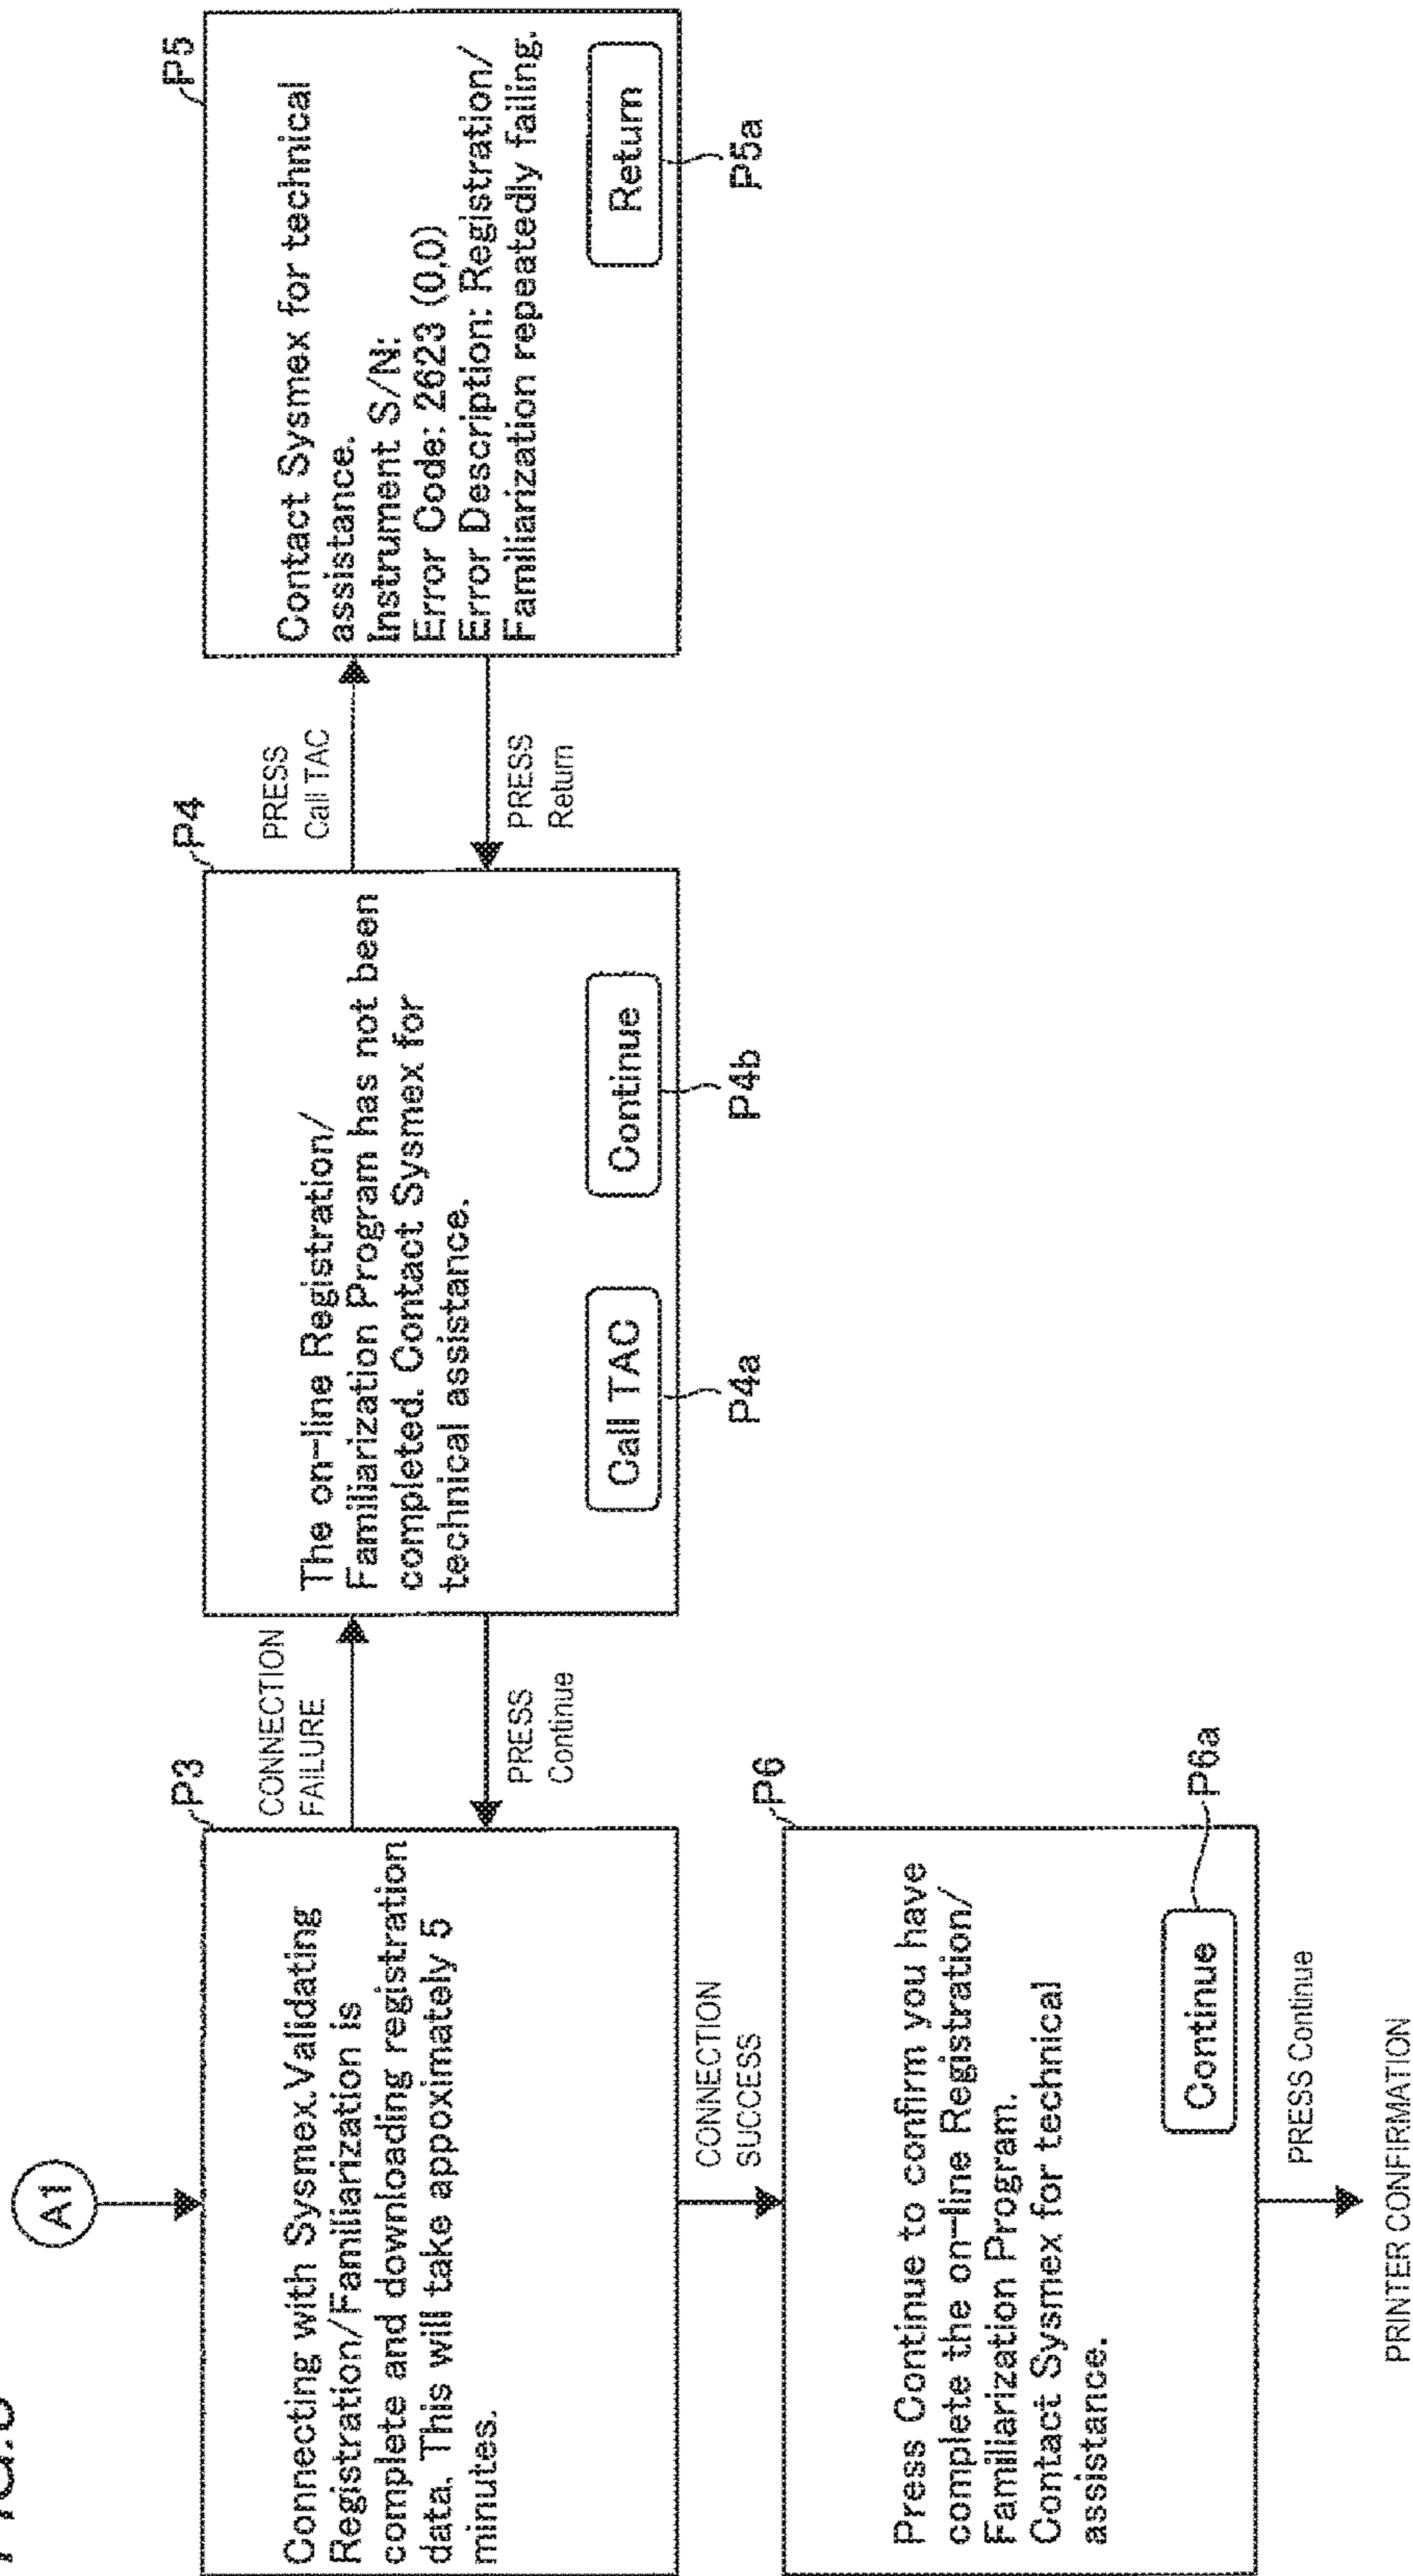 A1
P3
Connecting with Sysmex.Validating
Registration/Familiarization is
complete and downloading registration
data. This will take appoximately 5
minutes.
CONNECTION
FAILURE
PRESS
Continue
P4
The on-line Registration/
Familiarization Program has not been
completed. Contact Sysmex for
technical assistance.
Call TAC
Continue
P4a
P4b
PRESS
Call TAC
PRESS
Return
P5
Contact Sysmex for technical
assistance.
Instrument S/N:
Error Code: 2623 (0,0)
Error Description: Registration/
Familiarization repeatedly failing.
Return
P5a
CONNECTION
SUCCESS
P6
Press Continue to confirm you have
complete the on-line Registration/
Familiarization Program.
Contact Sysmex for technical
assistance.
Continue
P6a
PRESS Continue
PRINTER CONFIRMATION